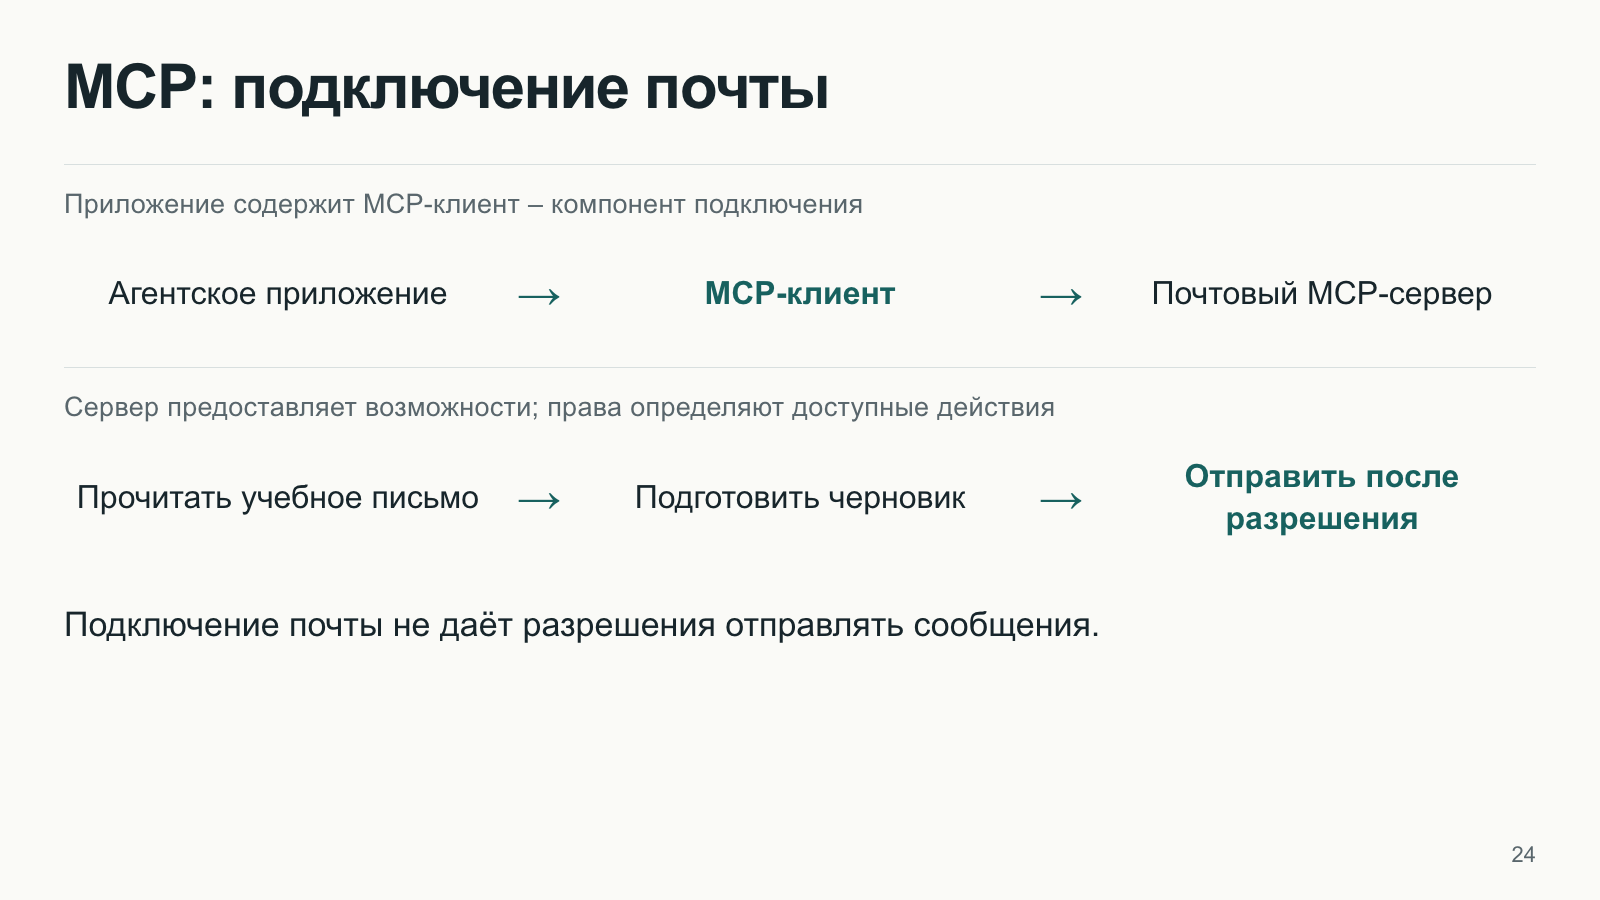 MCP: подключение почты
Приложение содержит MCP-клиент – компонент подключения
Агентское приложение → MCP-клиент → Почтовый MCP-сервер
Сервер предоставляет возможности; права определяют доступные действия
Прочитать учебное письмо → Подготовить черновик → Отправить после
разрешения
Подключение почты не даёт разрешения отправлять сообщения.
24